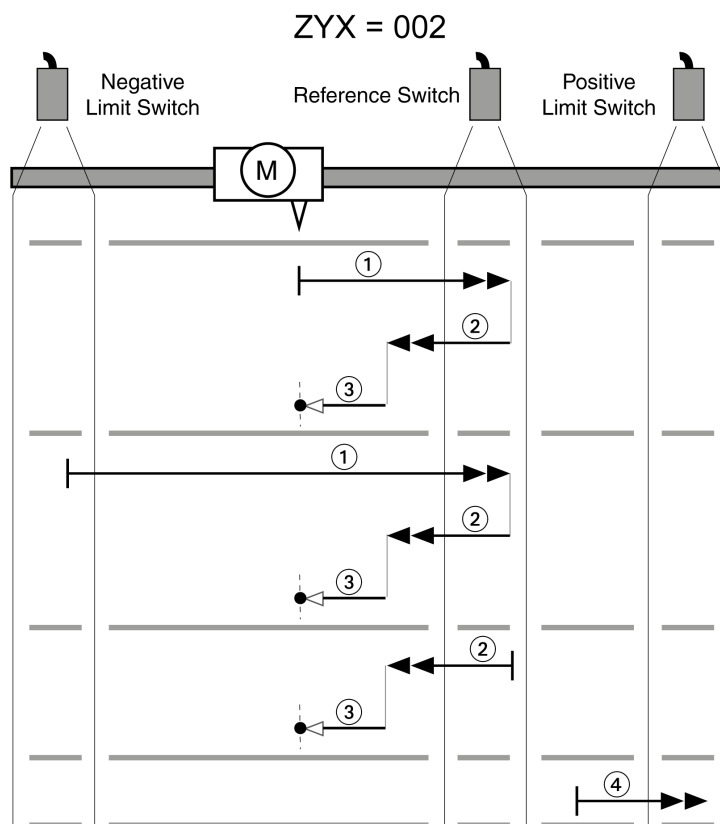 ZYX = 002
Negative
Limit Switch
Reference Switch
Positive
Limit Switch
M
1
2
3
1
2
3
2
3
4